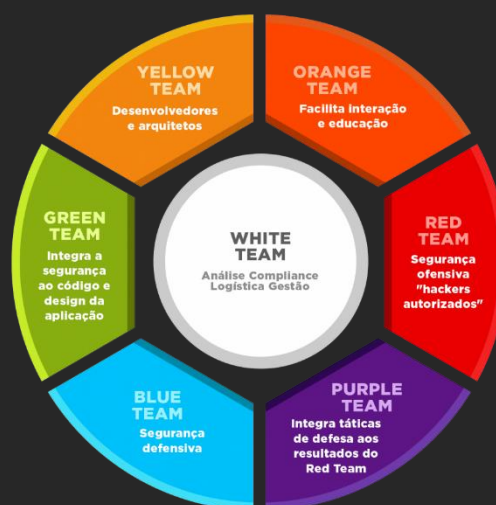 YELLOW
TEAM
Desenvolvedores
e arquitetos
ORANGE
TEAM
Facilita interação
e educação
GREEN
TEAM
Integra a
segurança
ao código e
design da
aplicação
WHITE
TEAM
Análise Compliance
Logística Gestão
RED
TEAM
Segurança
ofensiva
"hackers
autorizados"
BLUE
TEAM
Segurança
defensiva
PURPLE
TEAM
Integra táticas
de defesa aos
resultados do
Red Team